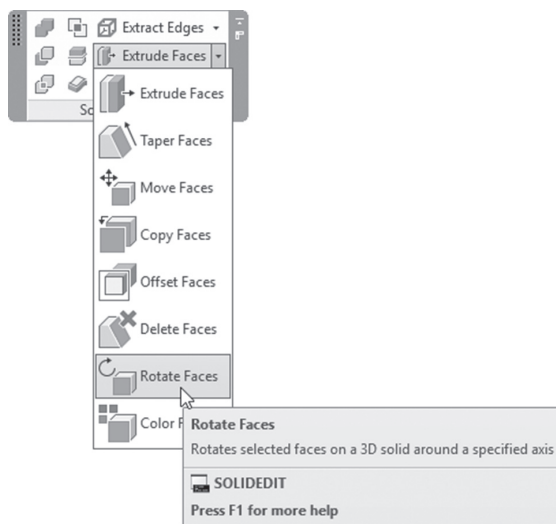 Extract Edges
Extrude Faces
Extrude Faces
Taper Faces
Move Faces
Copy Faces
Offset Faces
Delete Faces
Rotate Faces
Color
Rotate Faces
Rotates selected faces on a 3D solid around a specified axis
SOLIDEDIT
Press F1 for more help